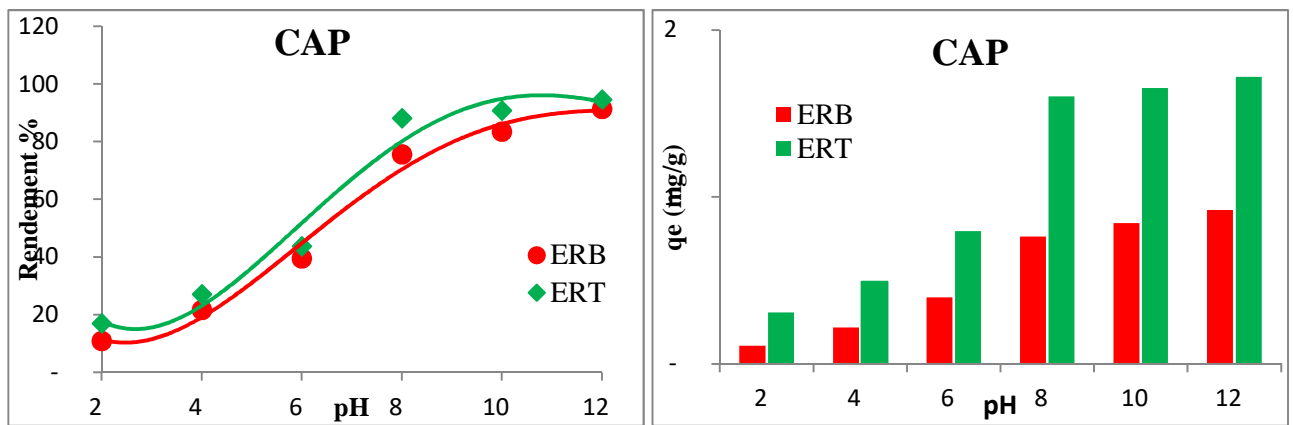 CAP
Rendement %
120
100
80
60
40
20
-
2 4 6 8 10 12
pH
ERB
ERT
CAP
qe (mg/g)
2
-
2 4 6 8 10 12
pH
ERB
ERT